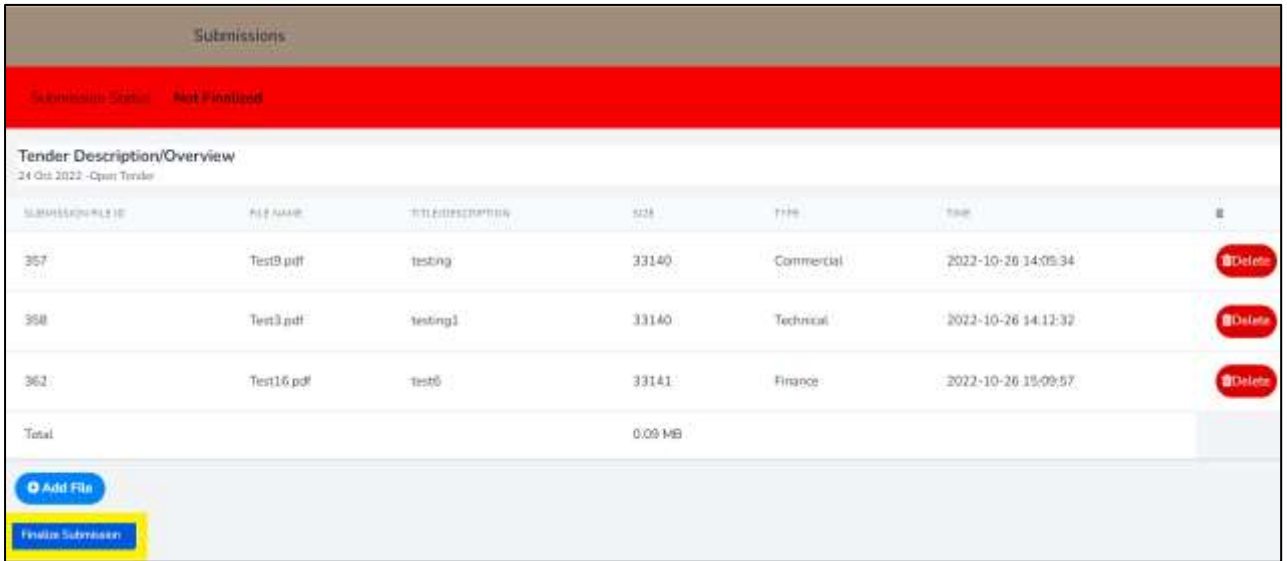 Submissions
Submission Status Not Finalized
Tender Description/Overview
24 Oct 2022 -Open Tender
SUBMISSION FILE ID FILE NAME TITLE/DESCRIPTION SIZE TYPE TIME
357 Test9.pdf testing 33140 Commercial 2022-10-26 14:05:34 Delete
358 Test3.pdf testing1 33140 Technical 2022-10-26 14:12:32 Delete
362 Test16.pdf test6 33141 Finance 2022-10-26 15:09:57 Delete
Total 0.09 MB
Add File
Finalize Submission